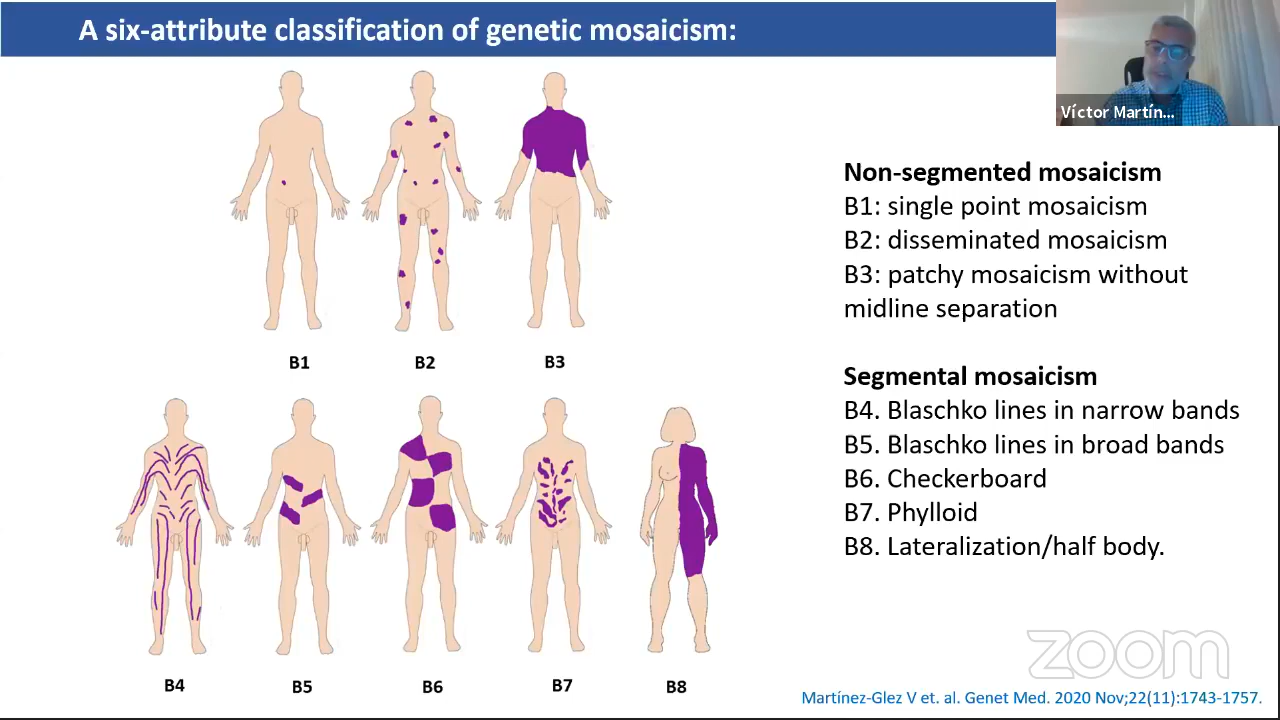 A six-attribute classification of genetic mosaicism:
Víctor Martín...
B1
B2
B3
Non-segmented mosaicism
B1: single point mosaicism
B2: disseminated mosaicism
B3: patchy mosaicism without
midline separation
Segmental mosaicism
B4. Blaschko lines in narrow bands
B5. Blaschko lines in broad bands
B6. Checkerboard
B7. Phylloid
B8. Lateralization/half body.
B4
B5
B6
B7
B8
zoom
Martínez-Glez V et. al. Genet Med. 2020 Nov;22(11):1743-1757.